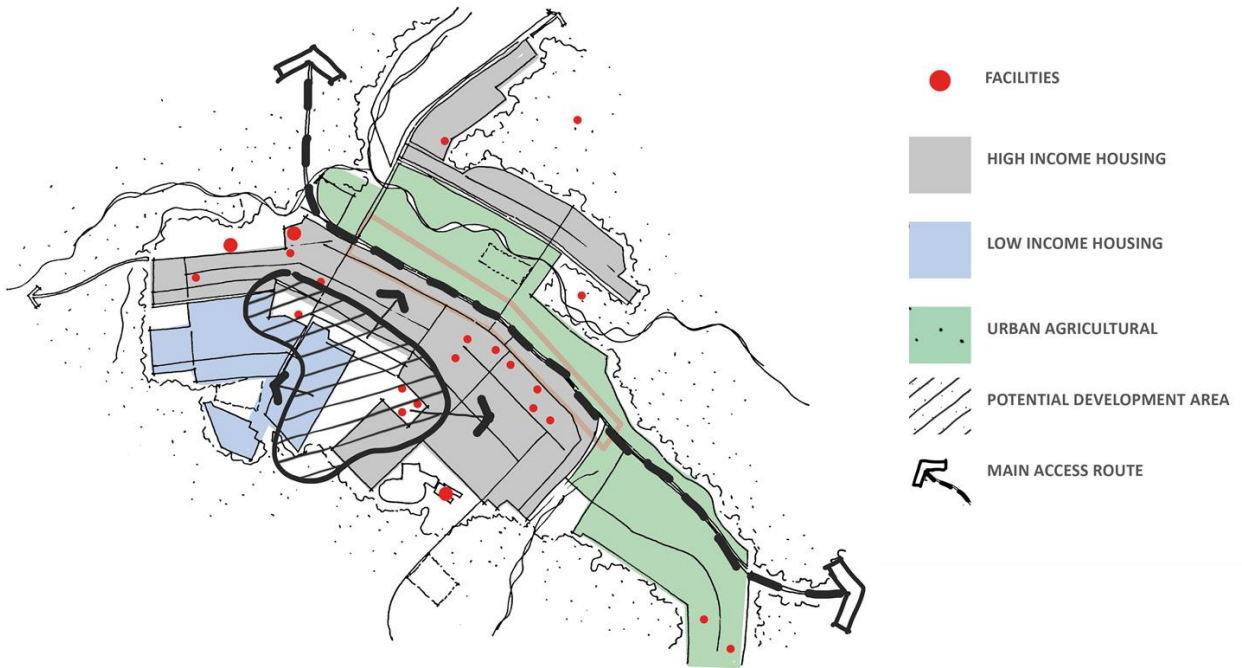 FACILITIES
HIGH INCOME HOUSING
LOW INCOME HOUSING
URBAN AGRICULTURAL
POTENTIAL DEVELOPMENT AREA
MAIN ACCESS ROUTE